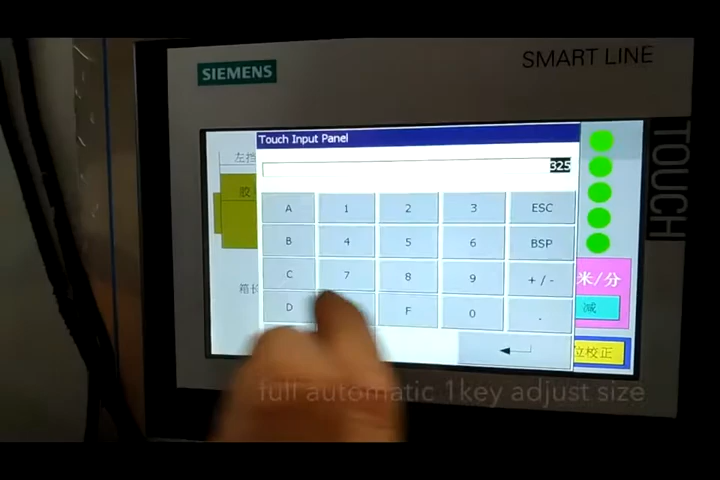 SIEMENS
SMART LINE
TOUCH
Touch Input Panel
325
A 1 2 3 ESC
B 4 5 6 BSP
C 7 8 9 + / -
D F 0 .
左挡
胶
箱长
米/分
减
位校正
full automatic 1key adjust size